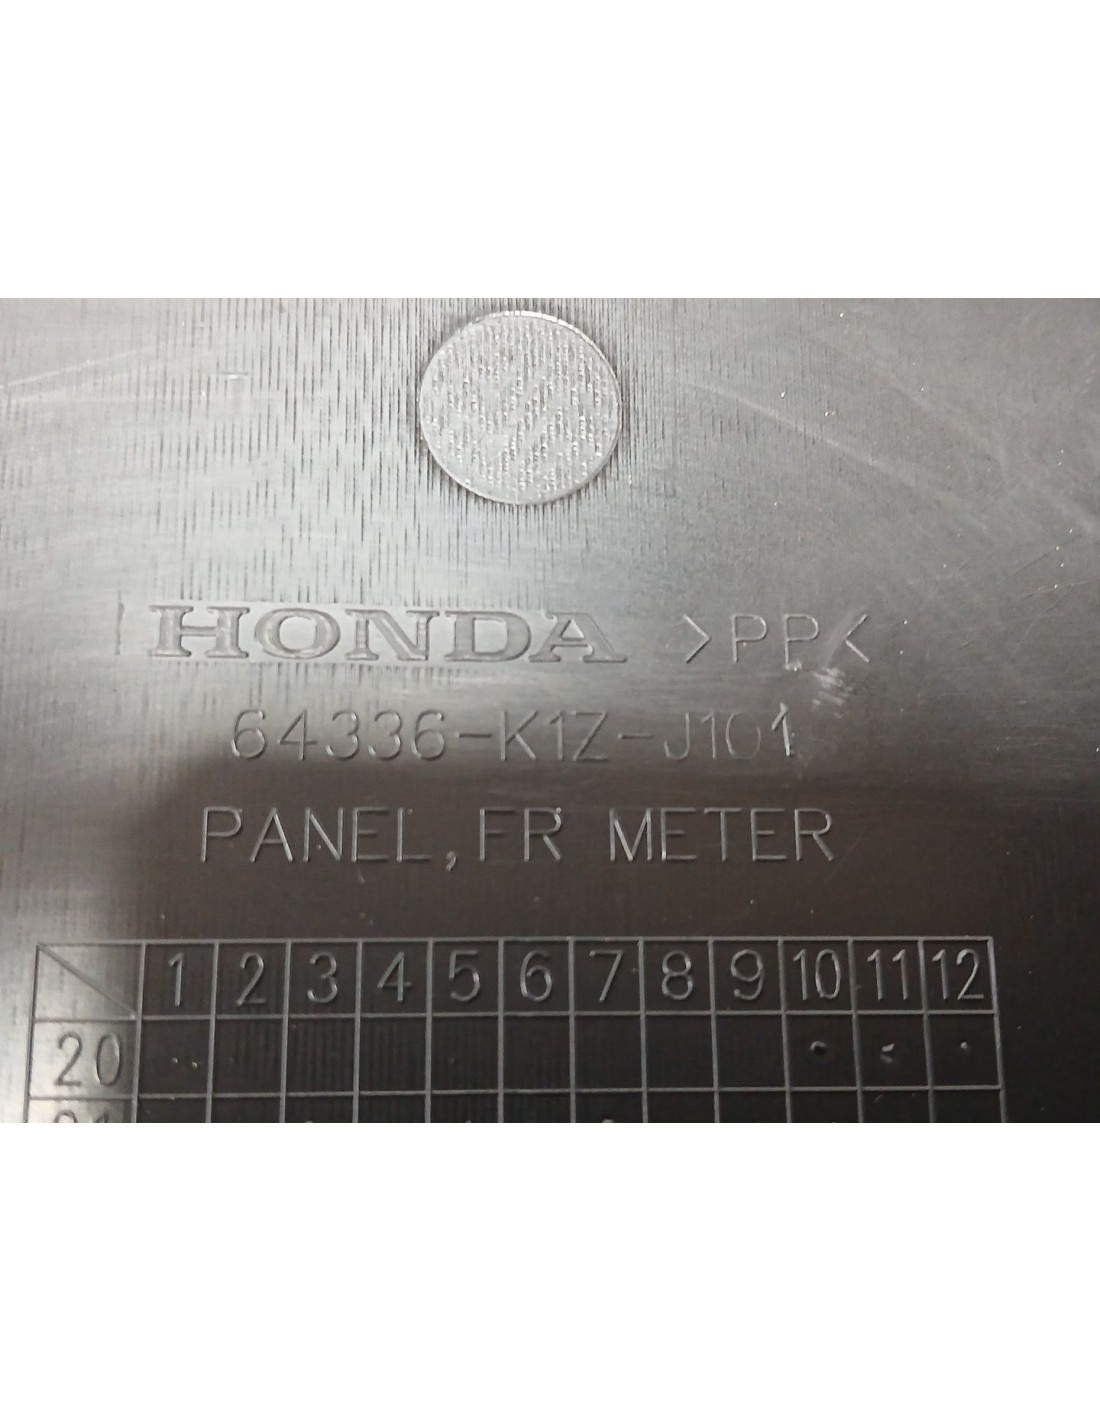 HONDA >PP<
64336-K1Z-J101
PANEL, FR METER
1 2 3 4 5 6 7 8 9 10 11 12
20